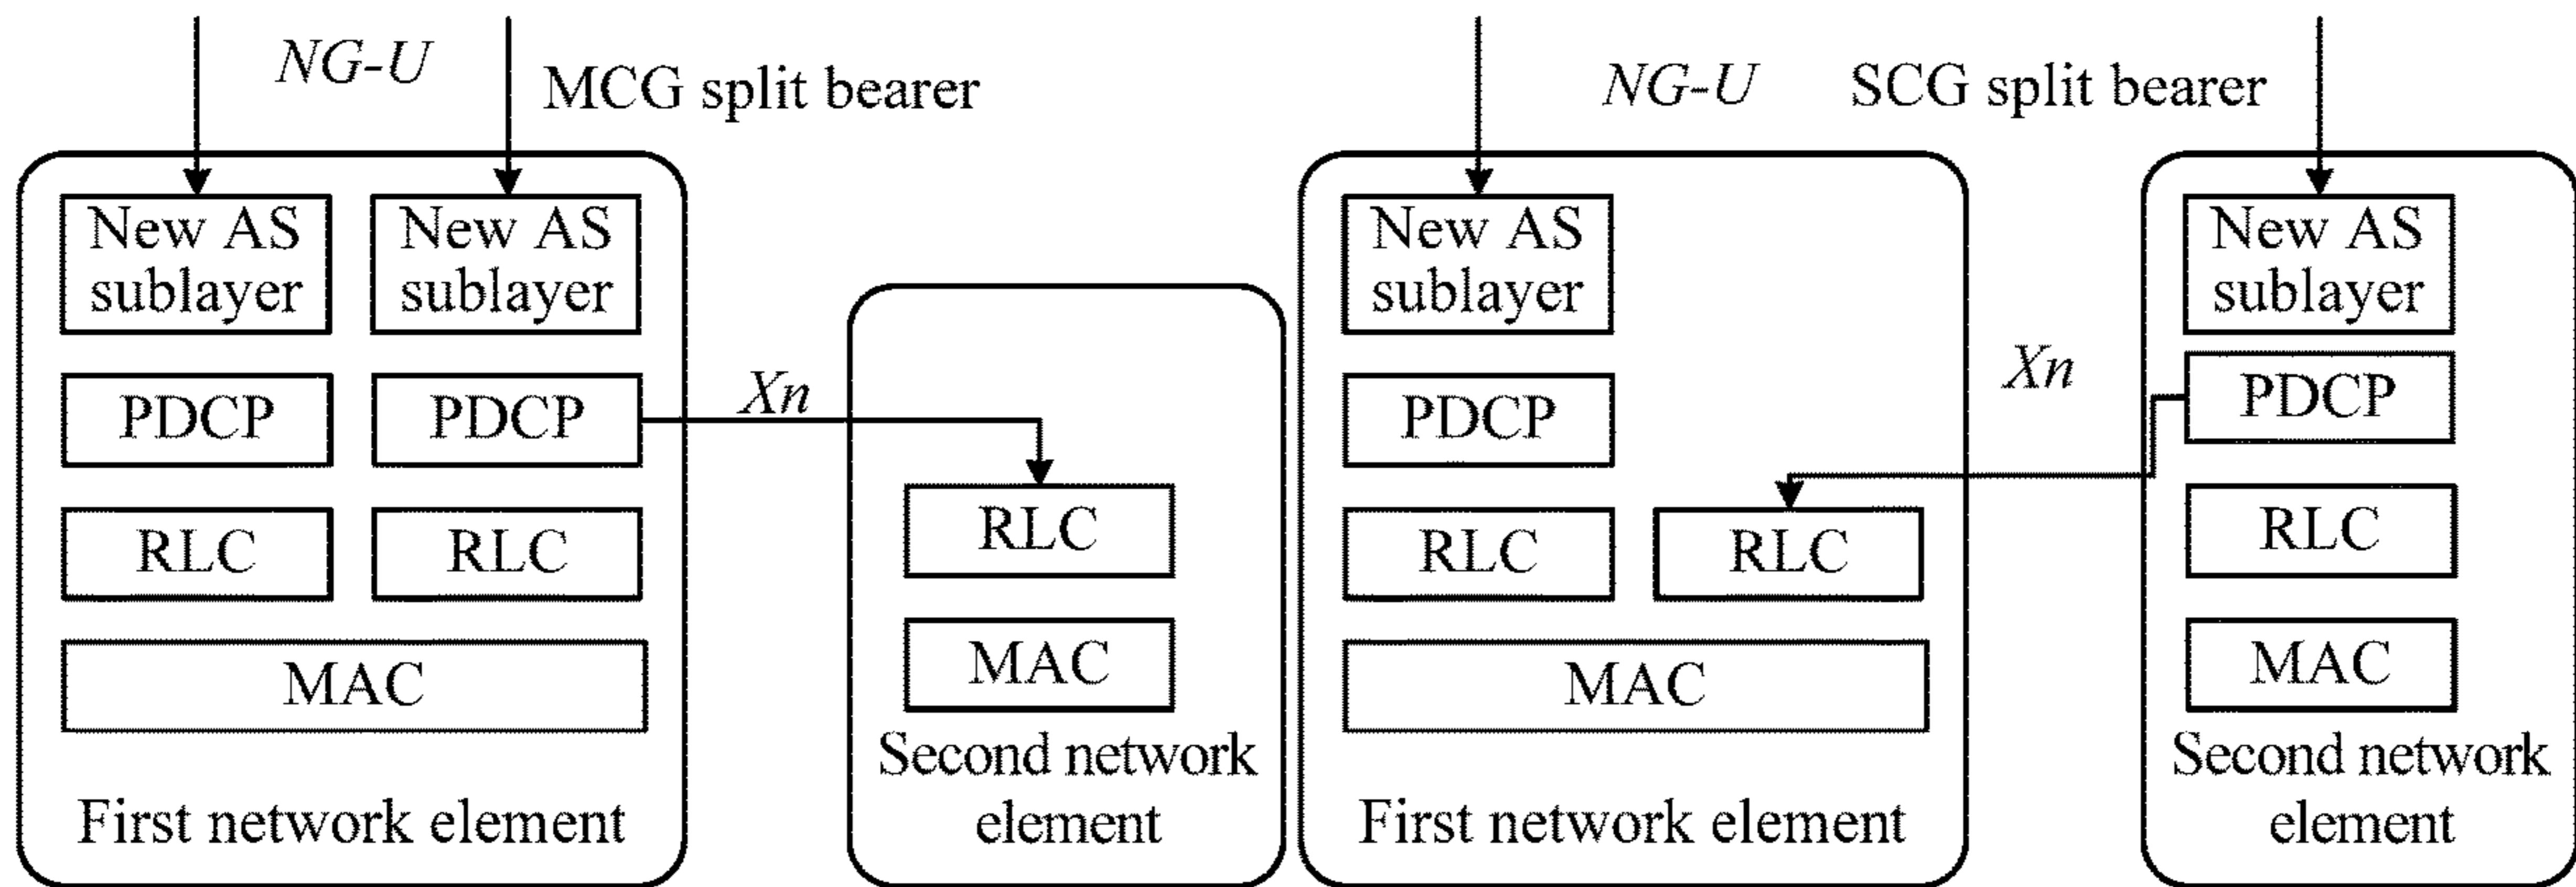 NG-U
MCG split bearer
New AS
sublayer
New AS
sublayer
PDCP
PDCP
RLC
RLC
MAC
First network element
Xn
RLC
MAC
Second network
element
NG-U
SCG split bearer
New AS
sublayer
PDCP
RLC
RLC
MAC
First network element
Xn
New AS
sublayer
PDCP
RLC
MAC
Second network
element